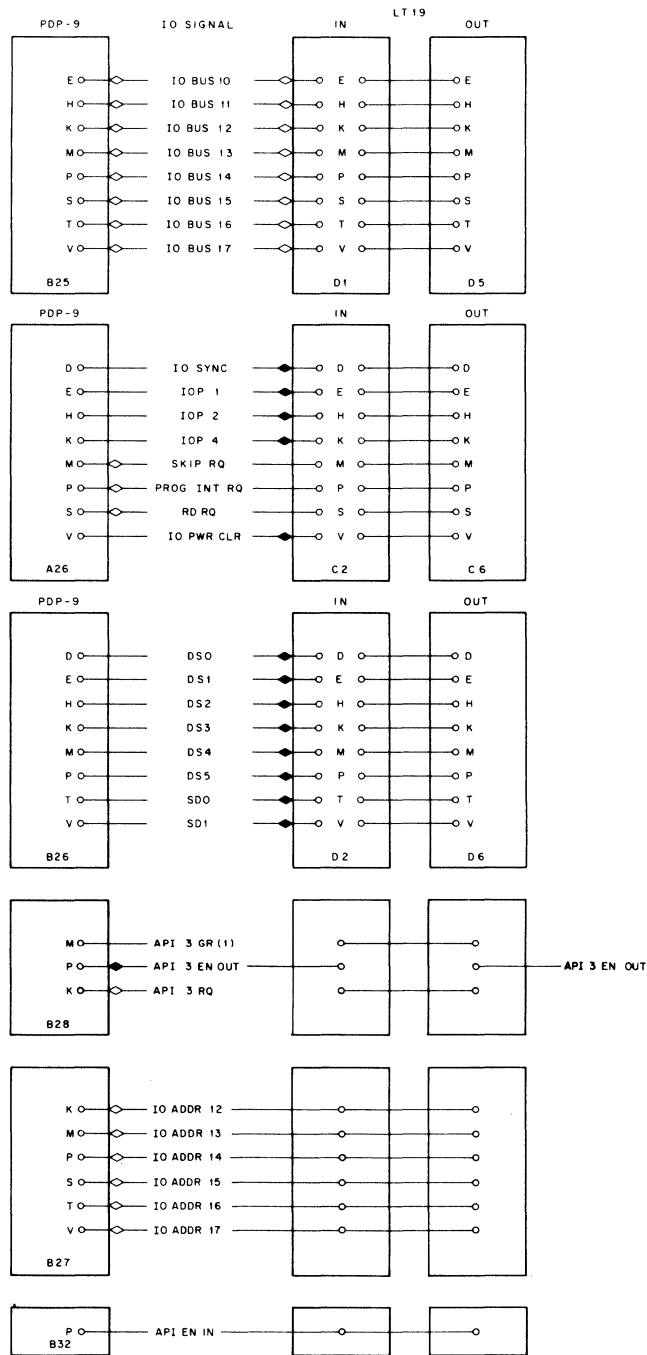 LT19
PDP-9 IO SIGNAL IN OUT
E IO BUS 10 E E
H IO BUS 11 H H
K IO BUS 12 K K
M IO BUS 13 M M
P IO BUS 14 P P
S IO BUS 15 S S
T IO BUS 16 T T
V IO BUS 17 V V
B25 D1 D5
PDP-9 IN OUT
D IO SYNC D D
E IOP 1 E E
H IOP 2 H H
K IOP 4 K K
M SKIP RQ M M
P PROG INT RQ P P
S RD RQ S S
V IO PWR CLR V V
A26 C2 C6
PDP-9 IN OUT
D DS0 D D
E DS1 E E
H DS2 H H
K DS3 K K
M DS4 M M
P DS5 P P
T SD0 T T
V SD1 V V
B26 D2 D6
M API 3 GR (1)
P API 3 EN OUT API 3 EN OUT
K API 3 RQ
B28
K IO ADDR 12
M IO ADDR 13
P IO ADDR 14
S IO ADDR 15
T IO ADDR 16
V IO ADDR 17
B27
P API EN IN
B32